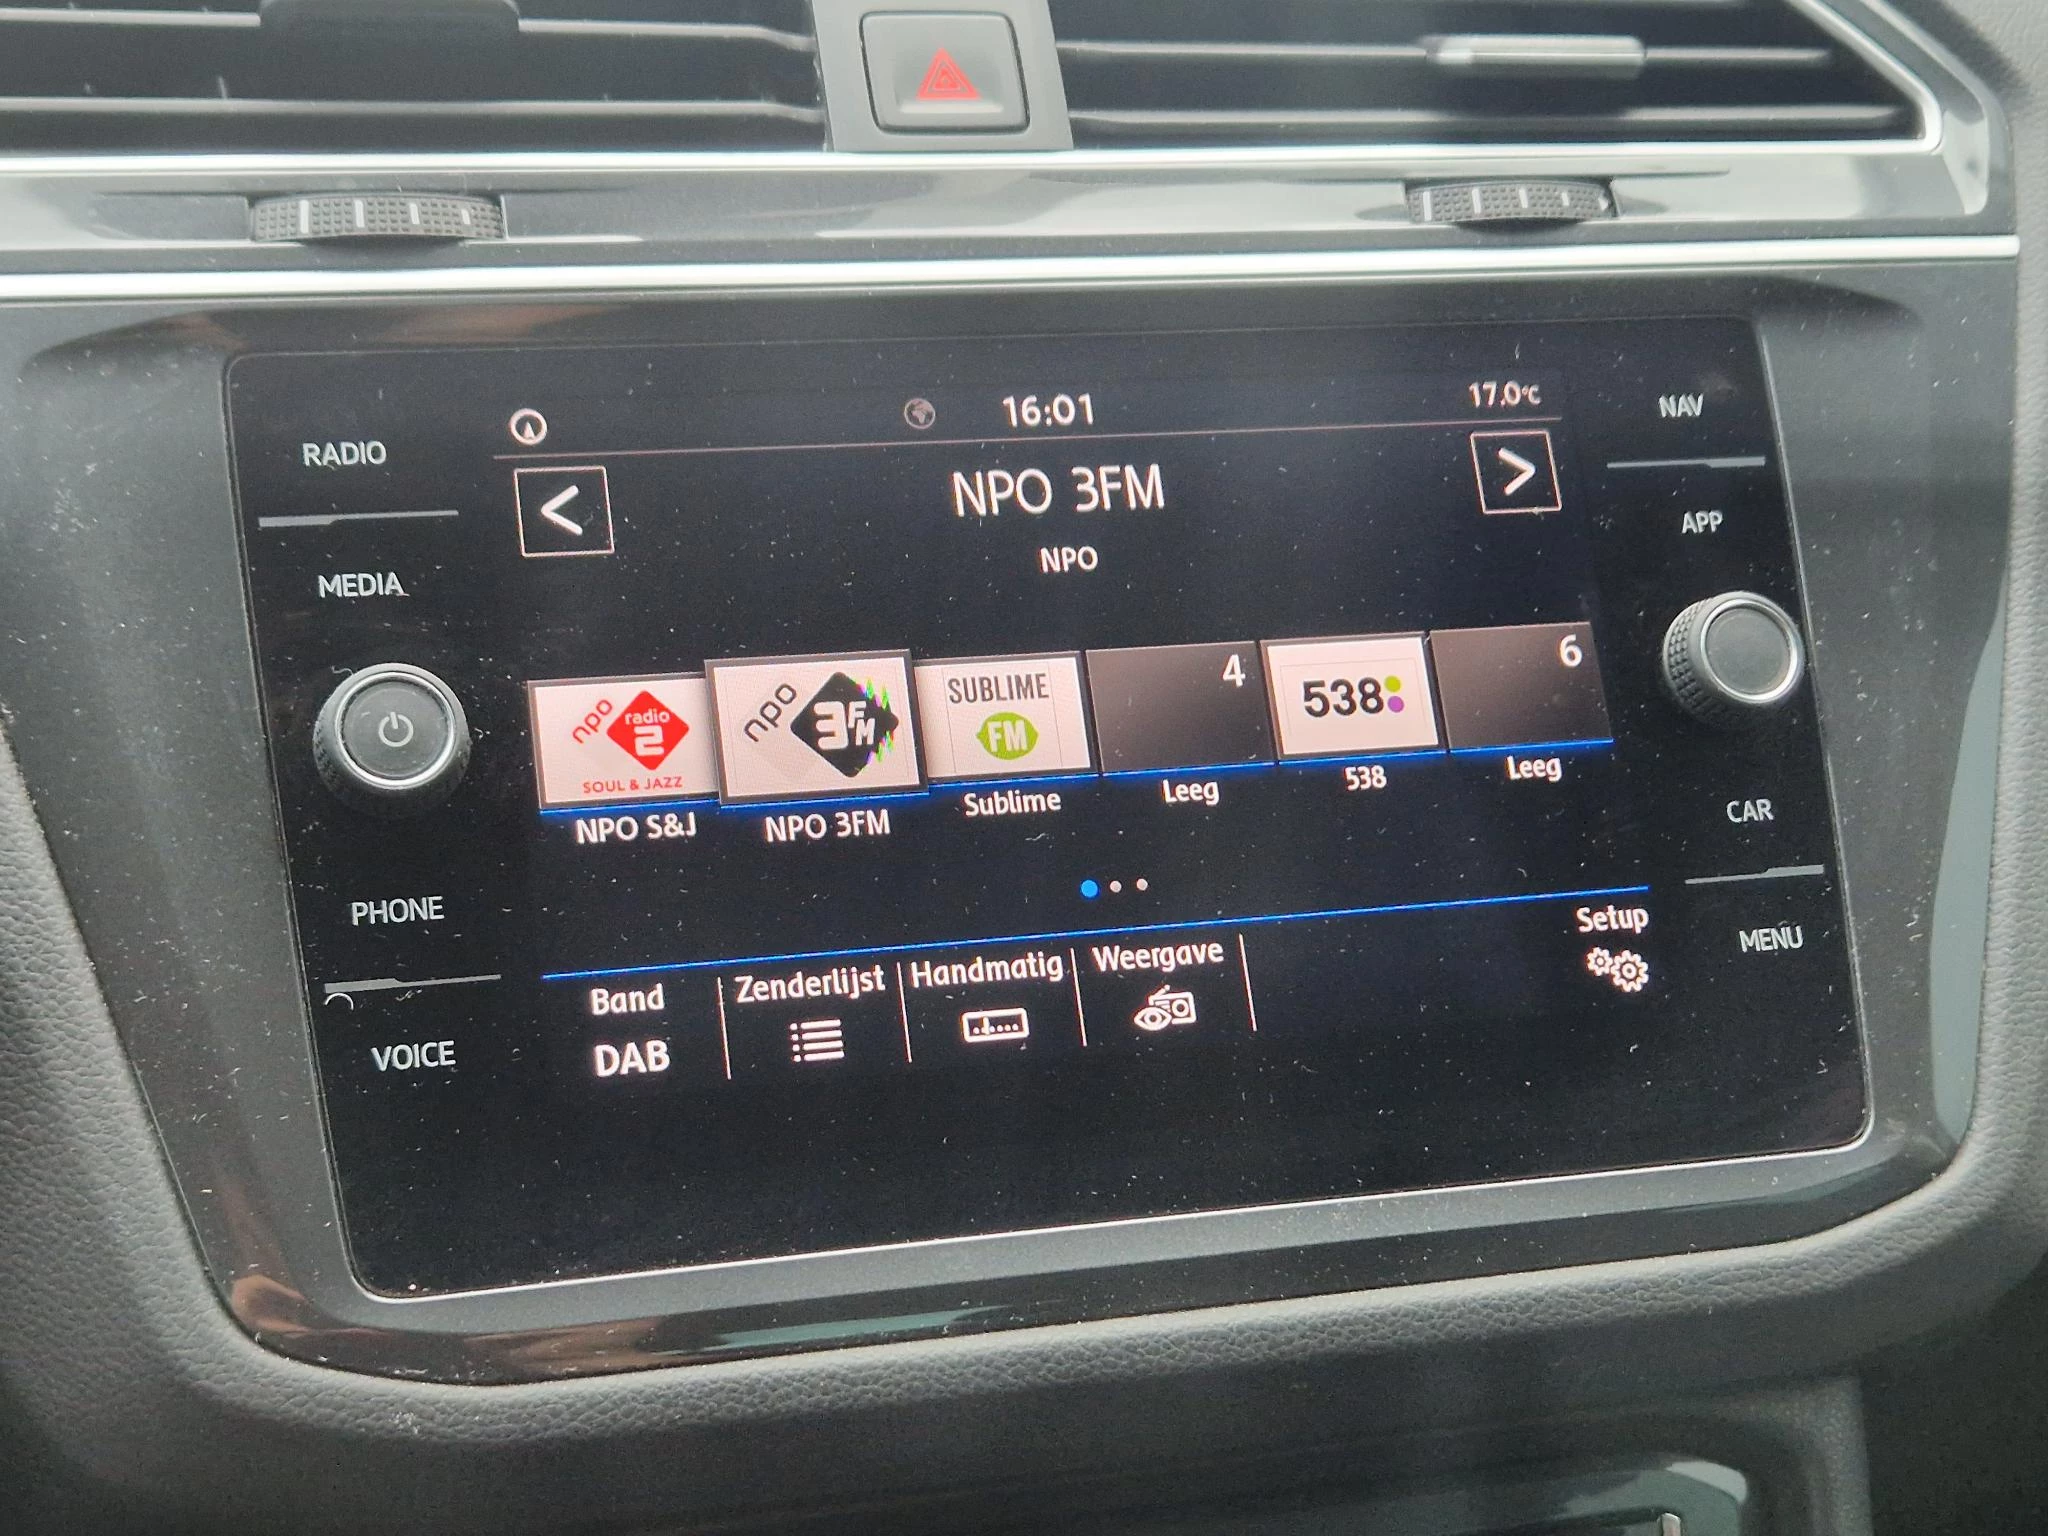 16:01
17.0°C
RADIO
NAV
<
NPO 3FM
>
NPO
MEDIA
APP
npo
radio
2
SOUL & JAZZ
npo
3FM
SUBLIME
FM
4
538
6
NPO S&J
NPO 3FM
Sublime
Leeg
538
Leeg
CAR
PHONE
MENU
Band
DAB
Zenderlijst
Handmatig
Weergave
Setup
VOICE